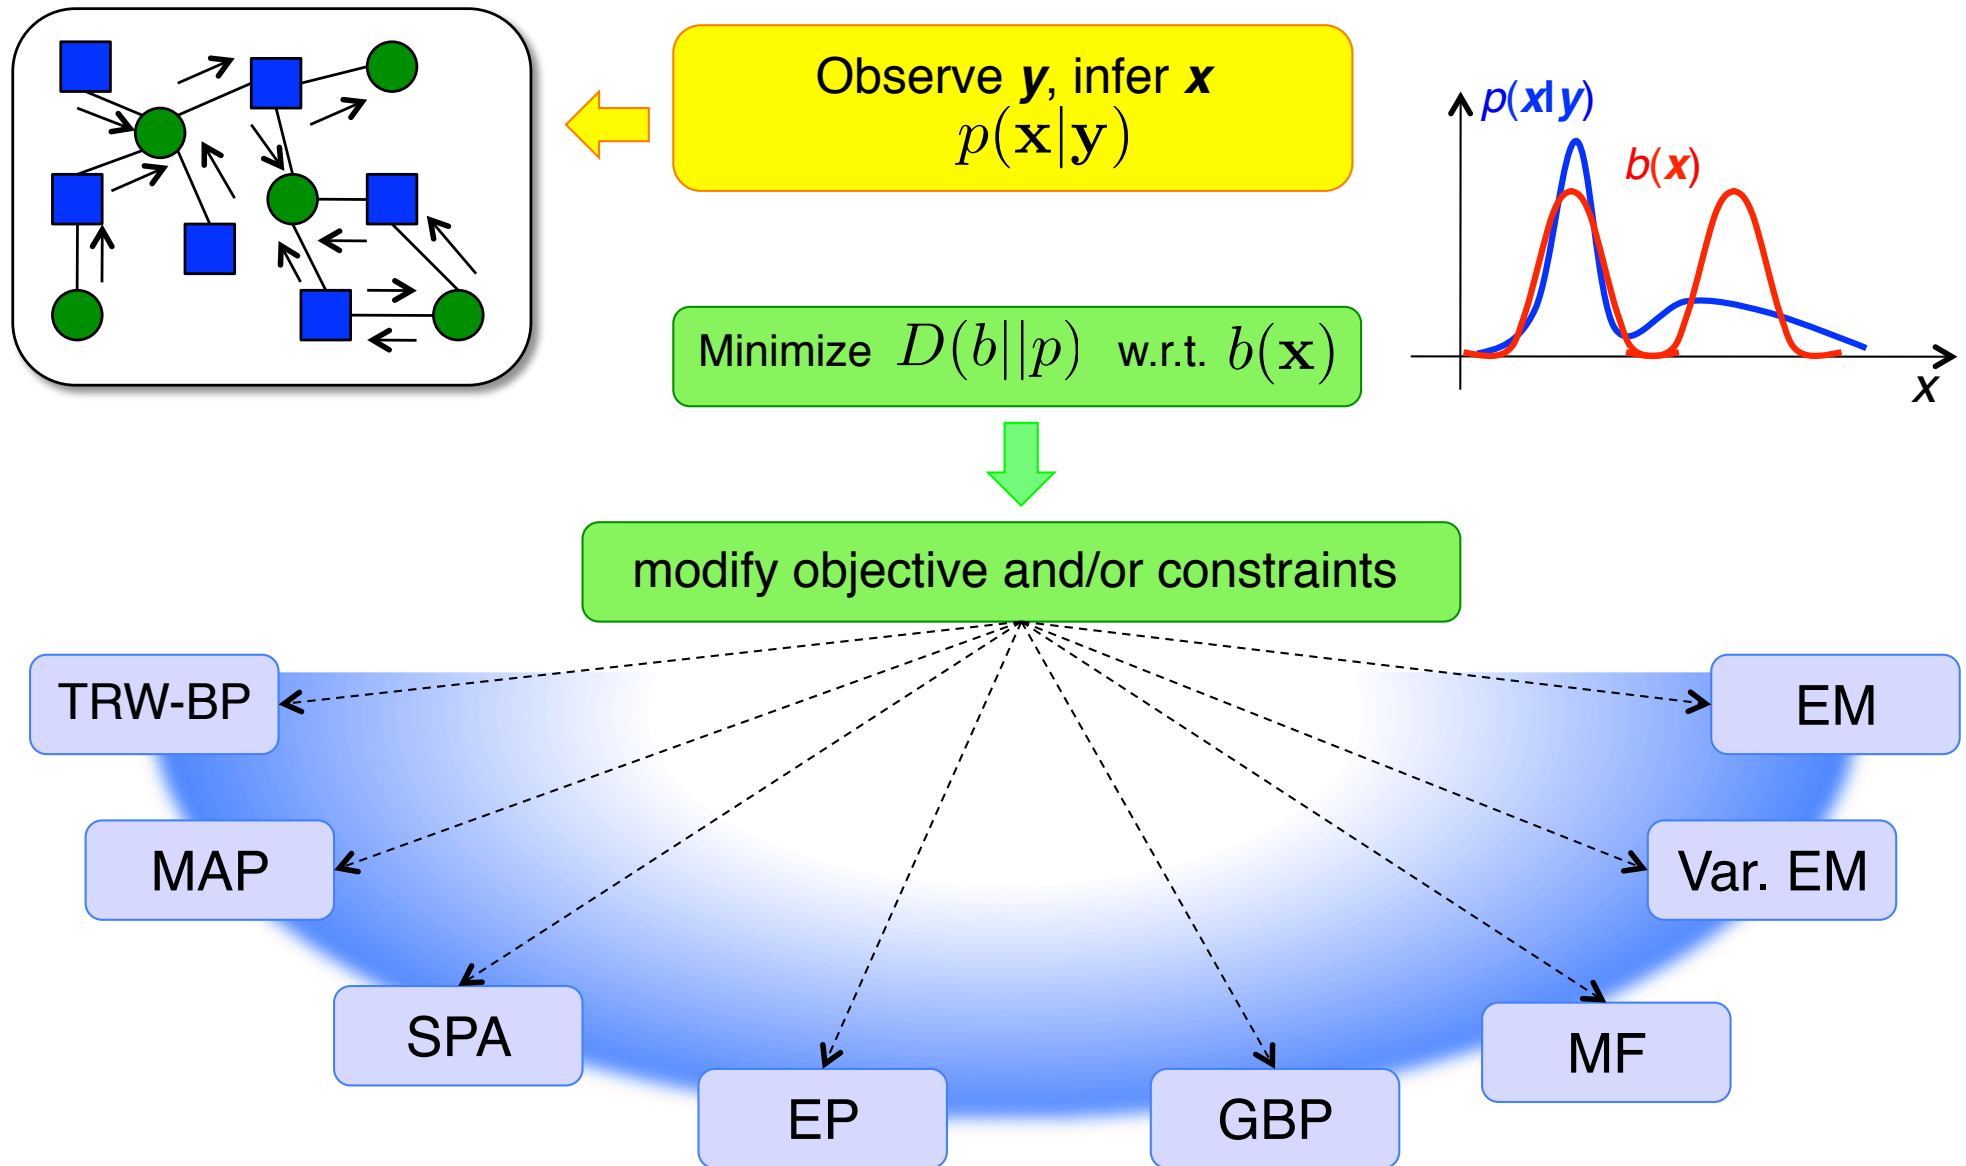 Observe y, infer x
p(x|y)
p(x|y)
b(x)
x
Minimize D(b||p) w.r.t. b(x)
modify objective and/or constraints
TRW-BP
EM
MAP
Var. EM
SPA
MF
EP
GBP